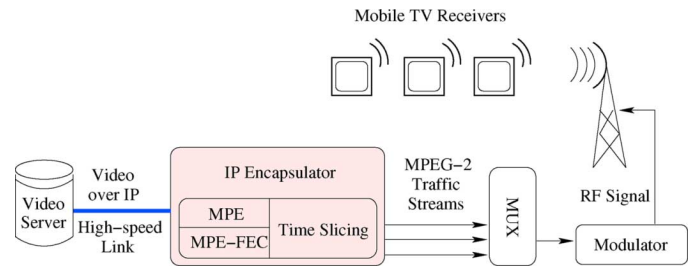 Mobile TV Receivers
Video
Server
Video
over IP
High-speed
Link
IP Encapsulator
MPE
MPE-FEC
Time Slicing
MPEG-2
Traffic
Streams
MUX
RF Signal
Modulator